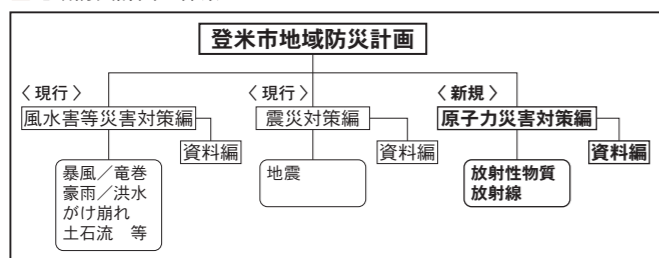 登米市地域防災計画
〈現行〉
風水害等災害対策編
資料編
暴風／竜巻
豪雨／洪水
がけ崩れ
土石流　等
〈現行〉
震災対策編
資料編
地震
〈新規〉
原子力災害対策編
資料編
放射性物質
放射線